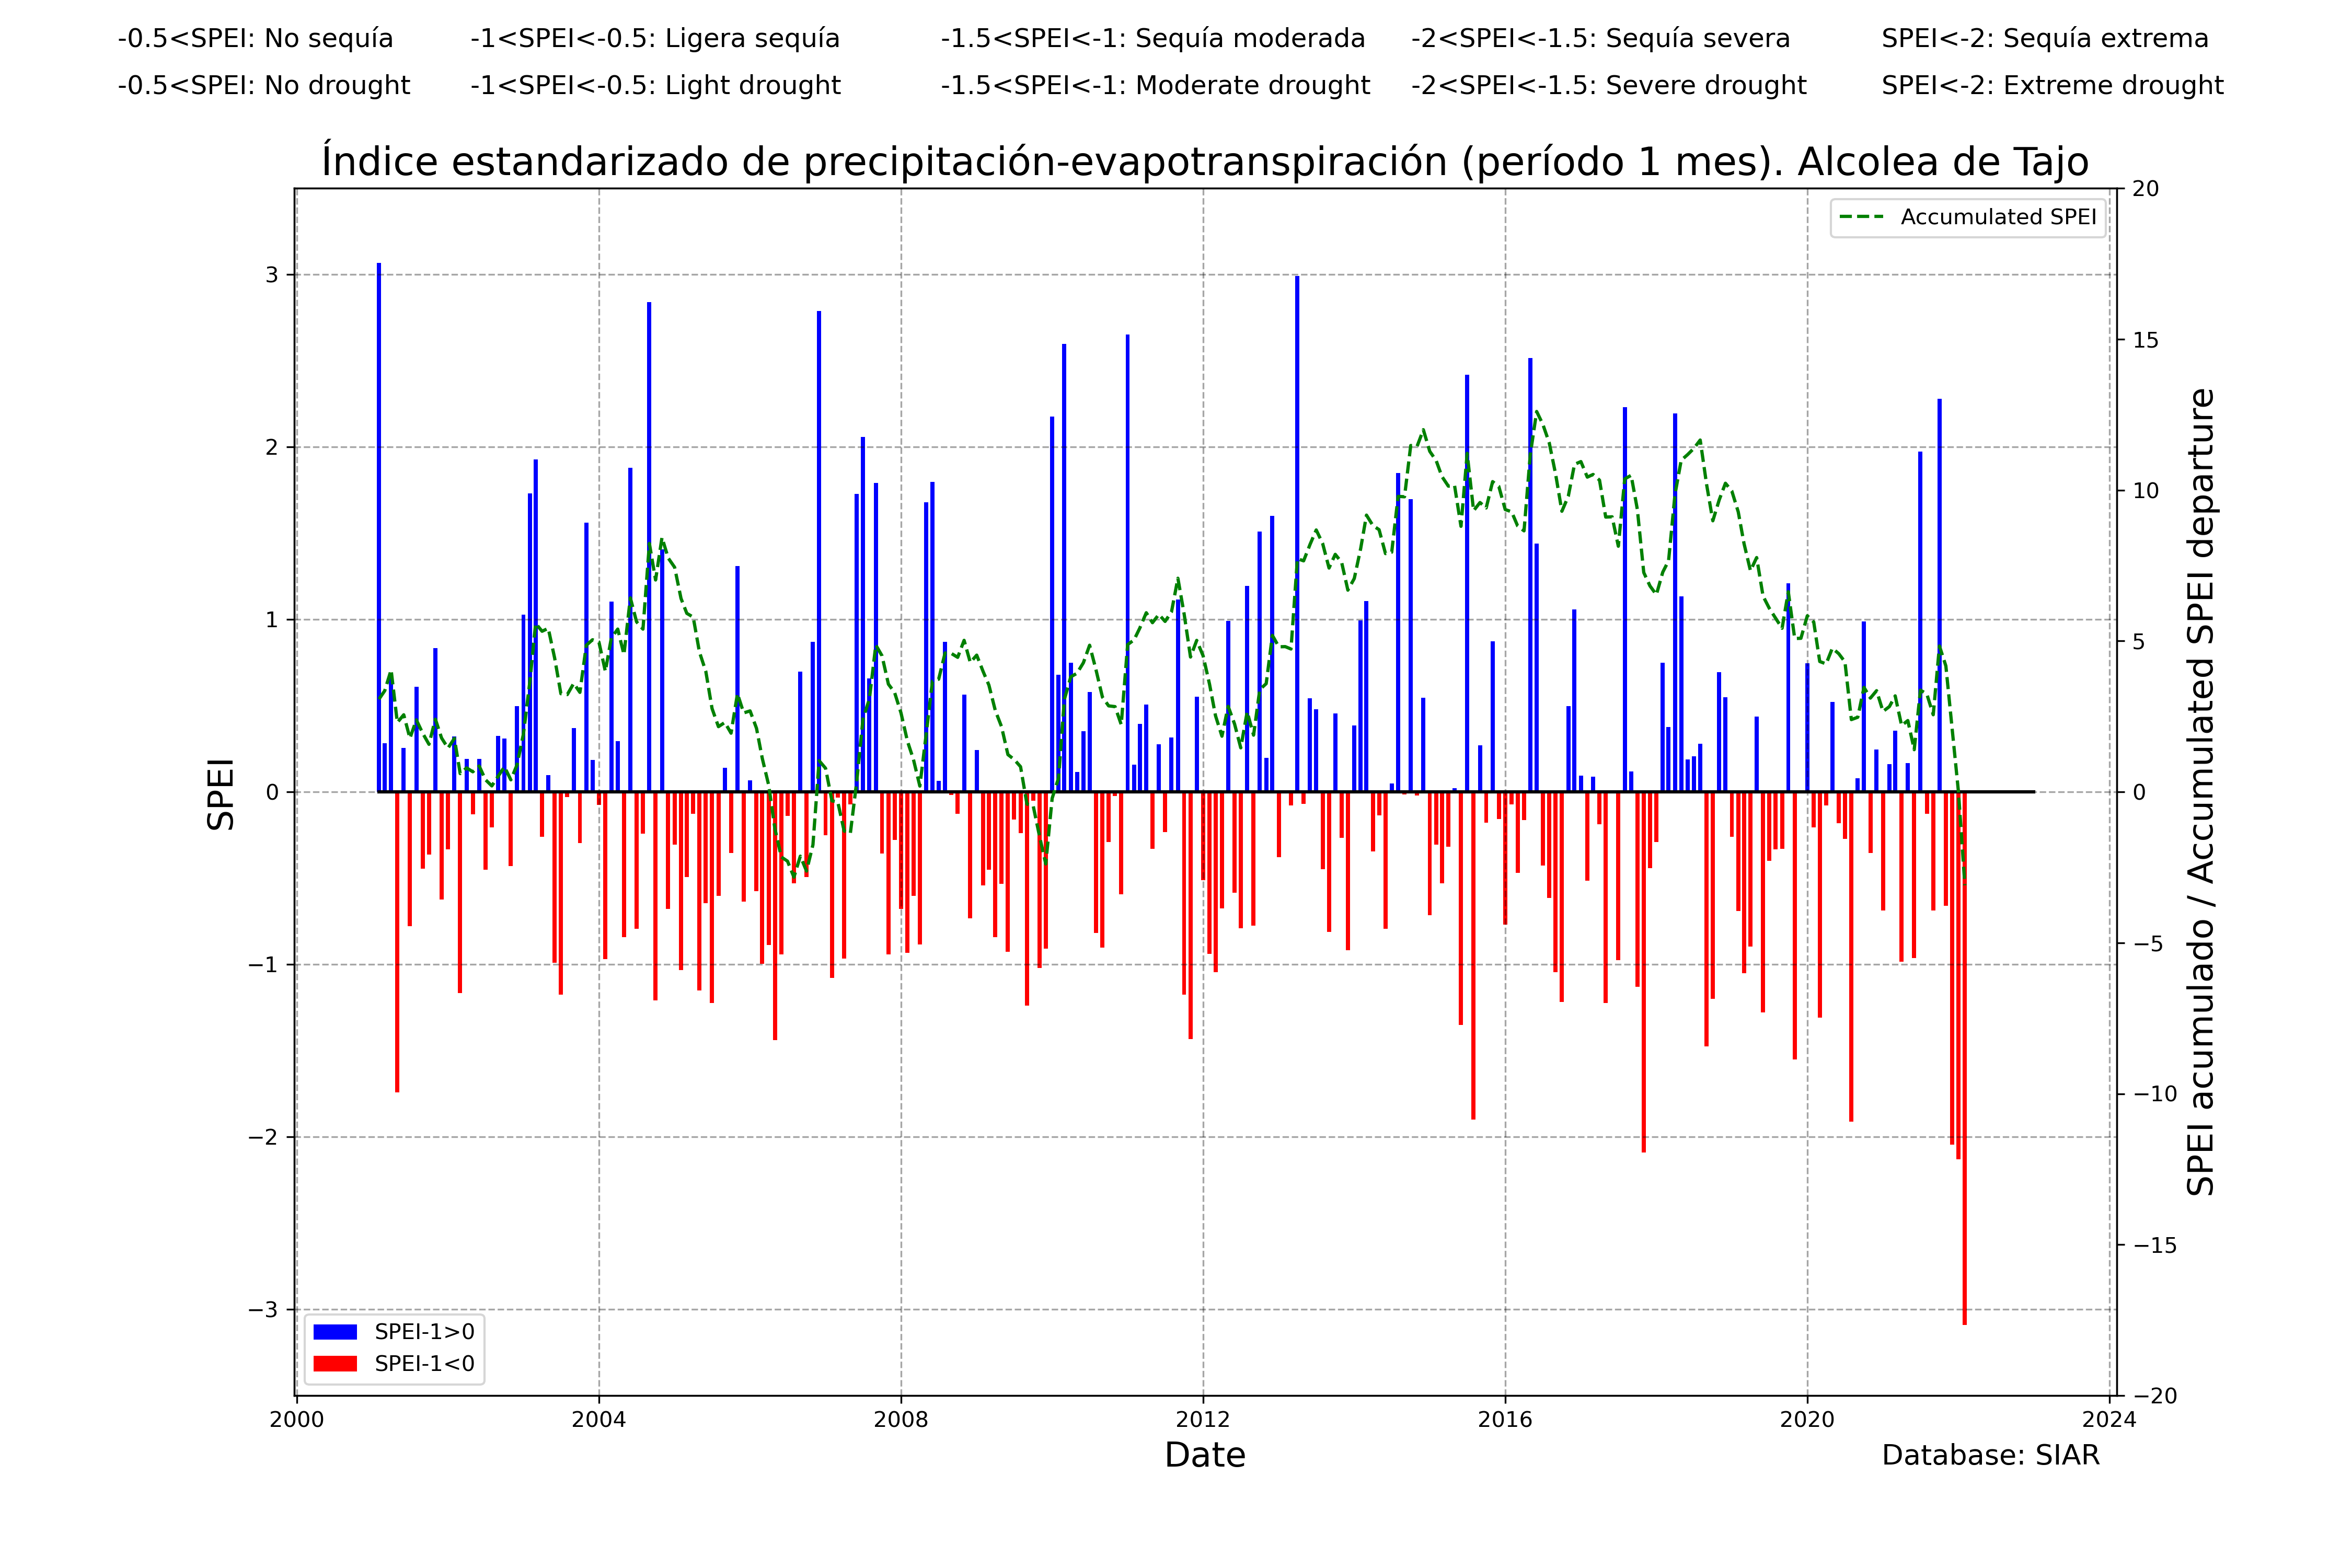 -0.5<SPEI: No sequía -1<SPEI<-0.5: Ligera sequía -1.5<SPEI<-1: Sequía moderada -2<SPEI<-1.5: Sequía severa SPEI<-2: Sequía extrema
-0.5<SPEI: No drought -1<SPEI<-0.5: Light drought -1.5<SPEI<-1: Moderate drought -2<SPEI<-1.5: Severe drought SPEI<-2: Extreme drought
Índice estandarizado de precipitación-evapotranspiración (período 1 mes). Alcolea de Tajo
Accumulated SPEI
SPEI
3
2
1
0
−1
−2
−3
20
15
10
5
0
−5
−10
−15
−20
SPEI acumulado / Accumulated SPEI departure
SPEI-1>0
SPEI-1<0
2000 2004 2008 2012 2016 2020 2024
Date
Database: SIAR